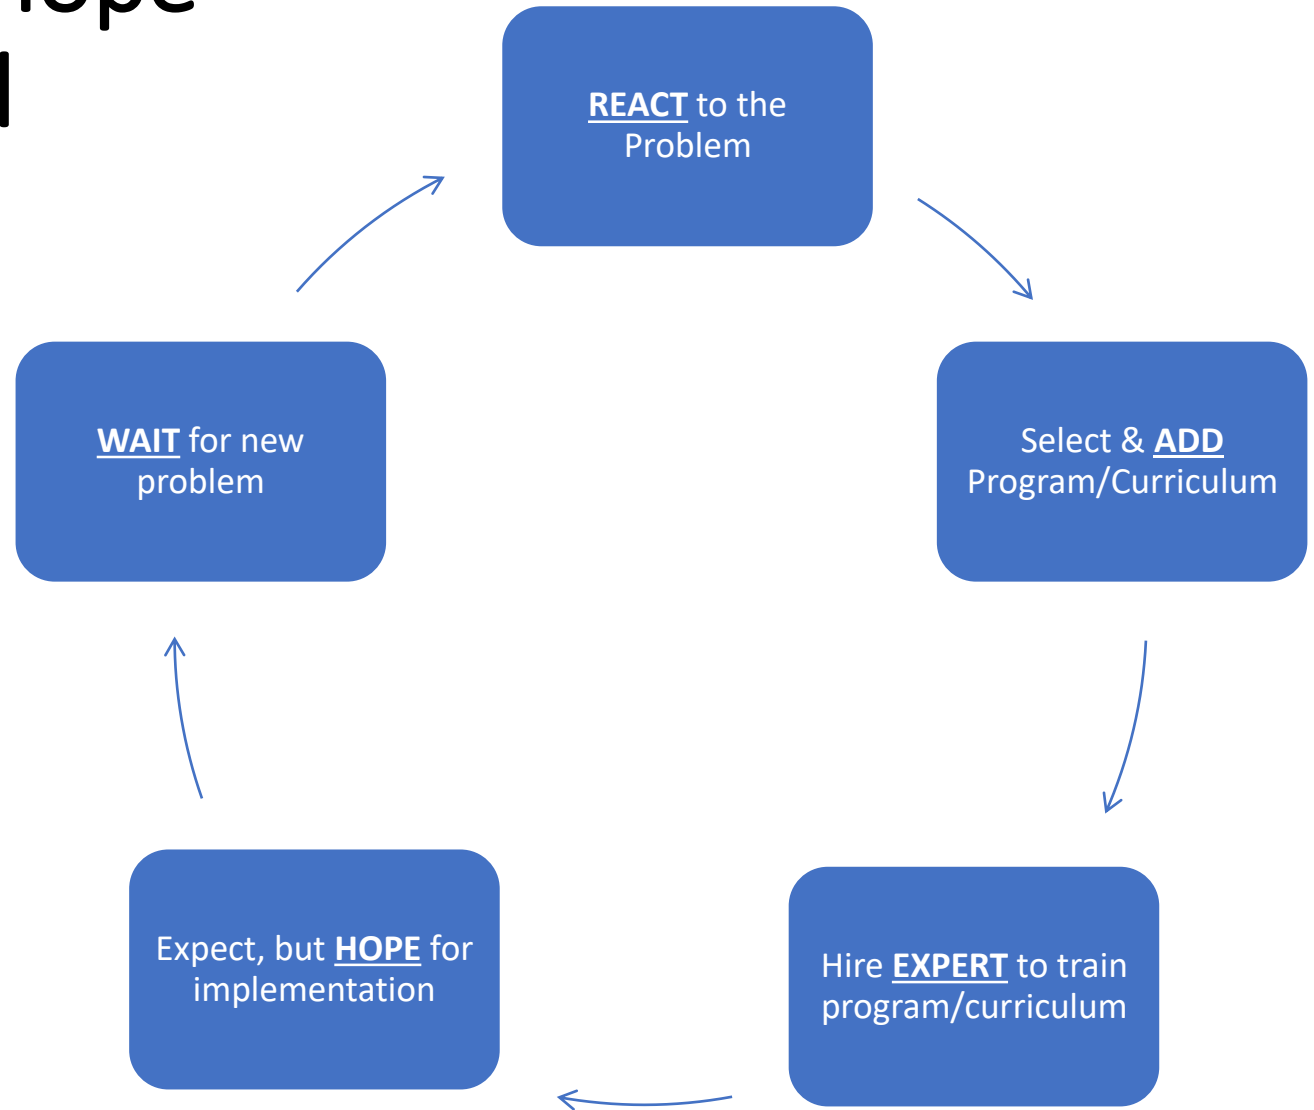 REACT to the
Problem
Select & ADD
Program/Curriculum
Hire EXPERT to train
program/curriculum
Expect, but HOPE for
implementation
WAIT for new
problem